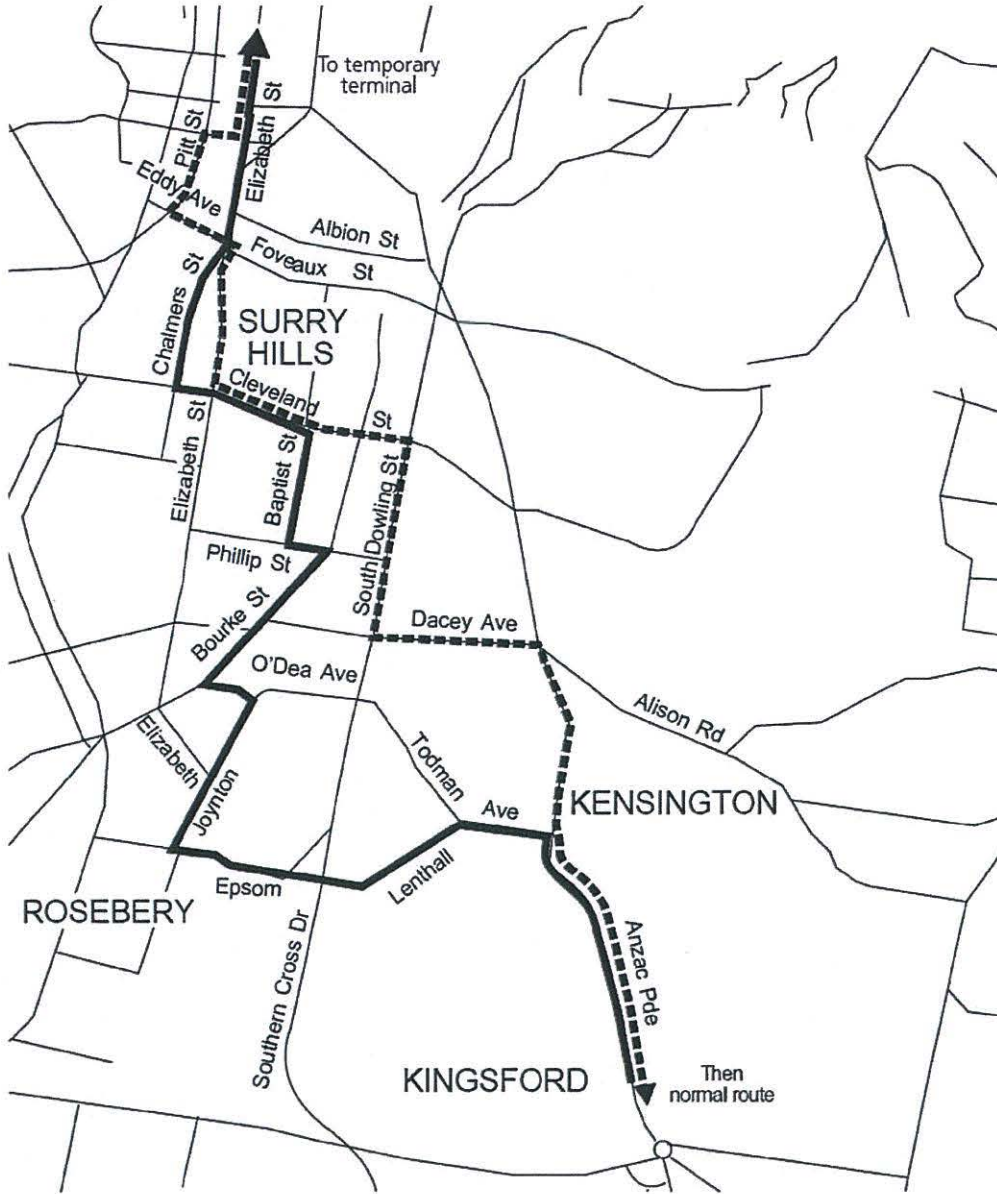 To temporary
terminal
Pitt St
Elizabeth St
Eddy Ave
Albion St
Foveaux St
Chalmers St
SURRY
HILLS
Cleveland St
Elizabeth St
Baptist St
South Dowling St
Phillip St
Bourke St
Dacey Ave
O'Dea Ave
Alison Rd
Elizabeth
Todman Ave
Joynton
KENSINGTON
Epsom
Lenthall
ROSEBERY
Anzac Pde
Southern Cross Dr
KINGSFORD
Then
normal route